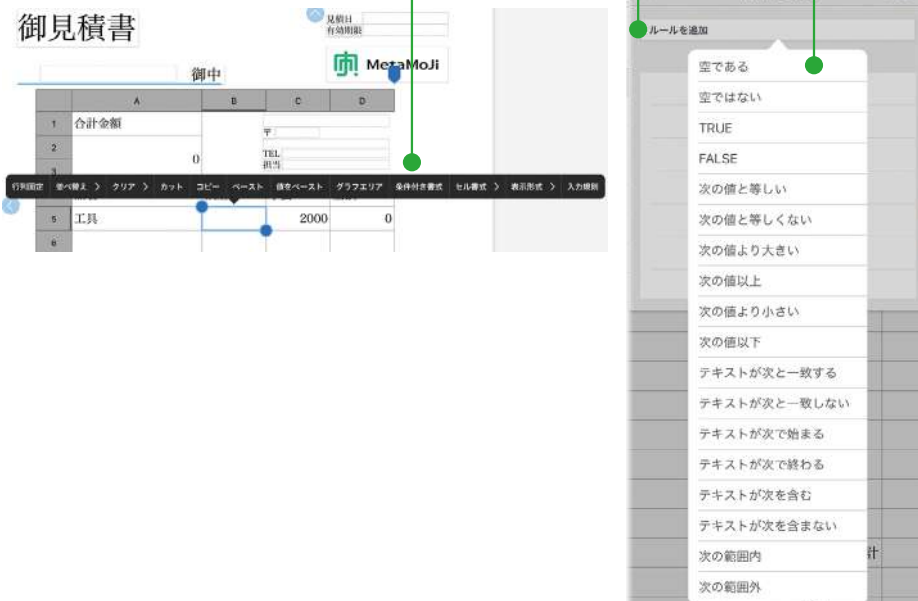 御見積書
見積日
有効期限
MetaMoJi
御中
A B C D
1 合計金額
〒
2
0
TEL
担当
3
行列固定 並べ替え > クリア > カット コピー ペースト 値をペースト グラフエリア 条件付き書式 セル書式 > 表示形式 > 入力規則
5 工具 2000 0
6
ルールを追加
空である
空ではない
TRUE
FALSE
次の値と等しい
次の値と等しくない
次の値より大きい
次の値以上
次の値より小さい
次の値以下
テキストが次と一致する
テキストが次と一致しない
テキストが次で始まる
テキストが次で終わる
テキストが次を含む
テキストが次を含まない
次の範囲内
計
次の範囲外